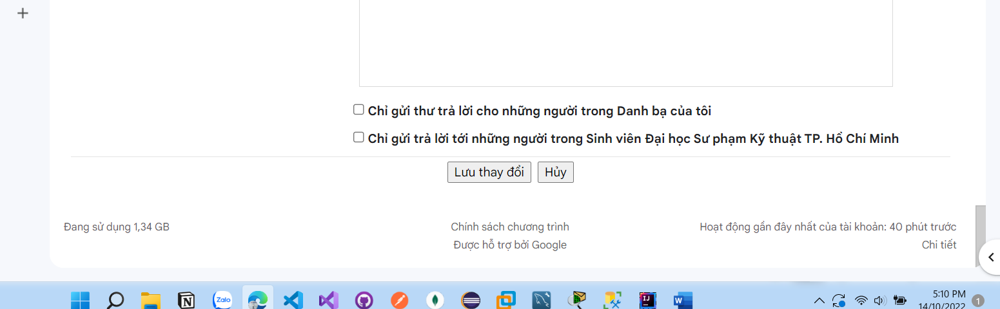 Chỉ gửi thư trả lời cho những người trong Danh bạ của tôi
Chỉ gửi trả lời tới những người trong Sinh viên Đại học Sư phạm Kỹ thuật TP. Hồ Chí Minh
Lưu thay đổi Hủy
Đang sử dụng 1,34 GB Chính sách chương trình Hoạt động gần đây nhất của tài khoản: 40 phút trước
Được hỗ trợ bởi Google Chi tiết
Zalo
IJ
W
5:10 PM
14/10/2022
1